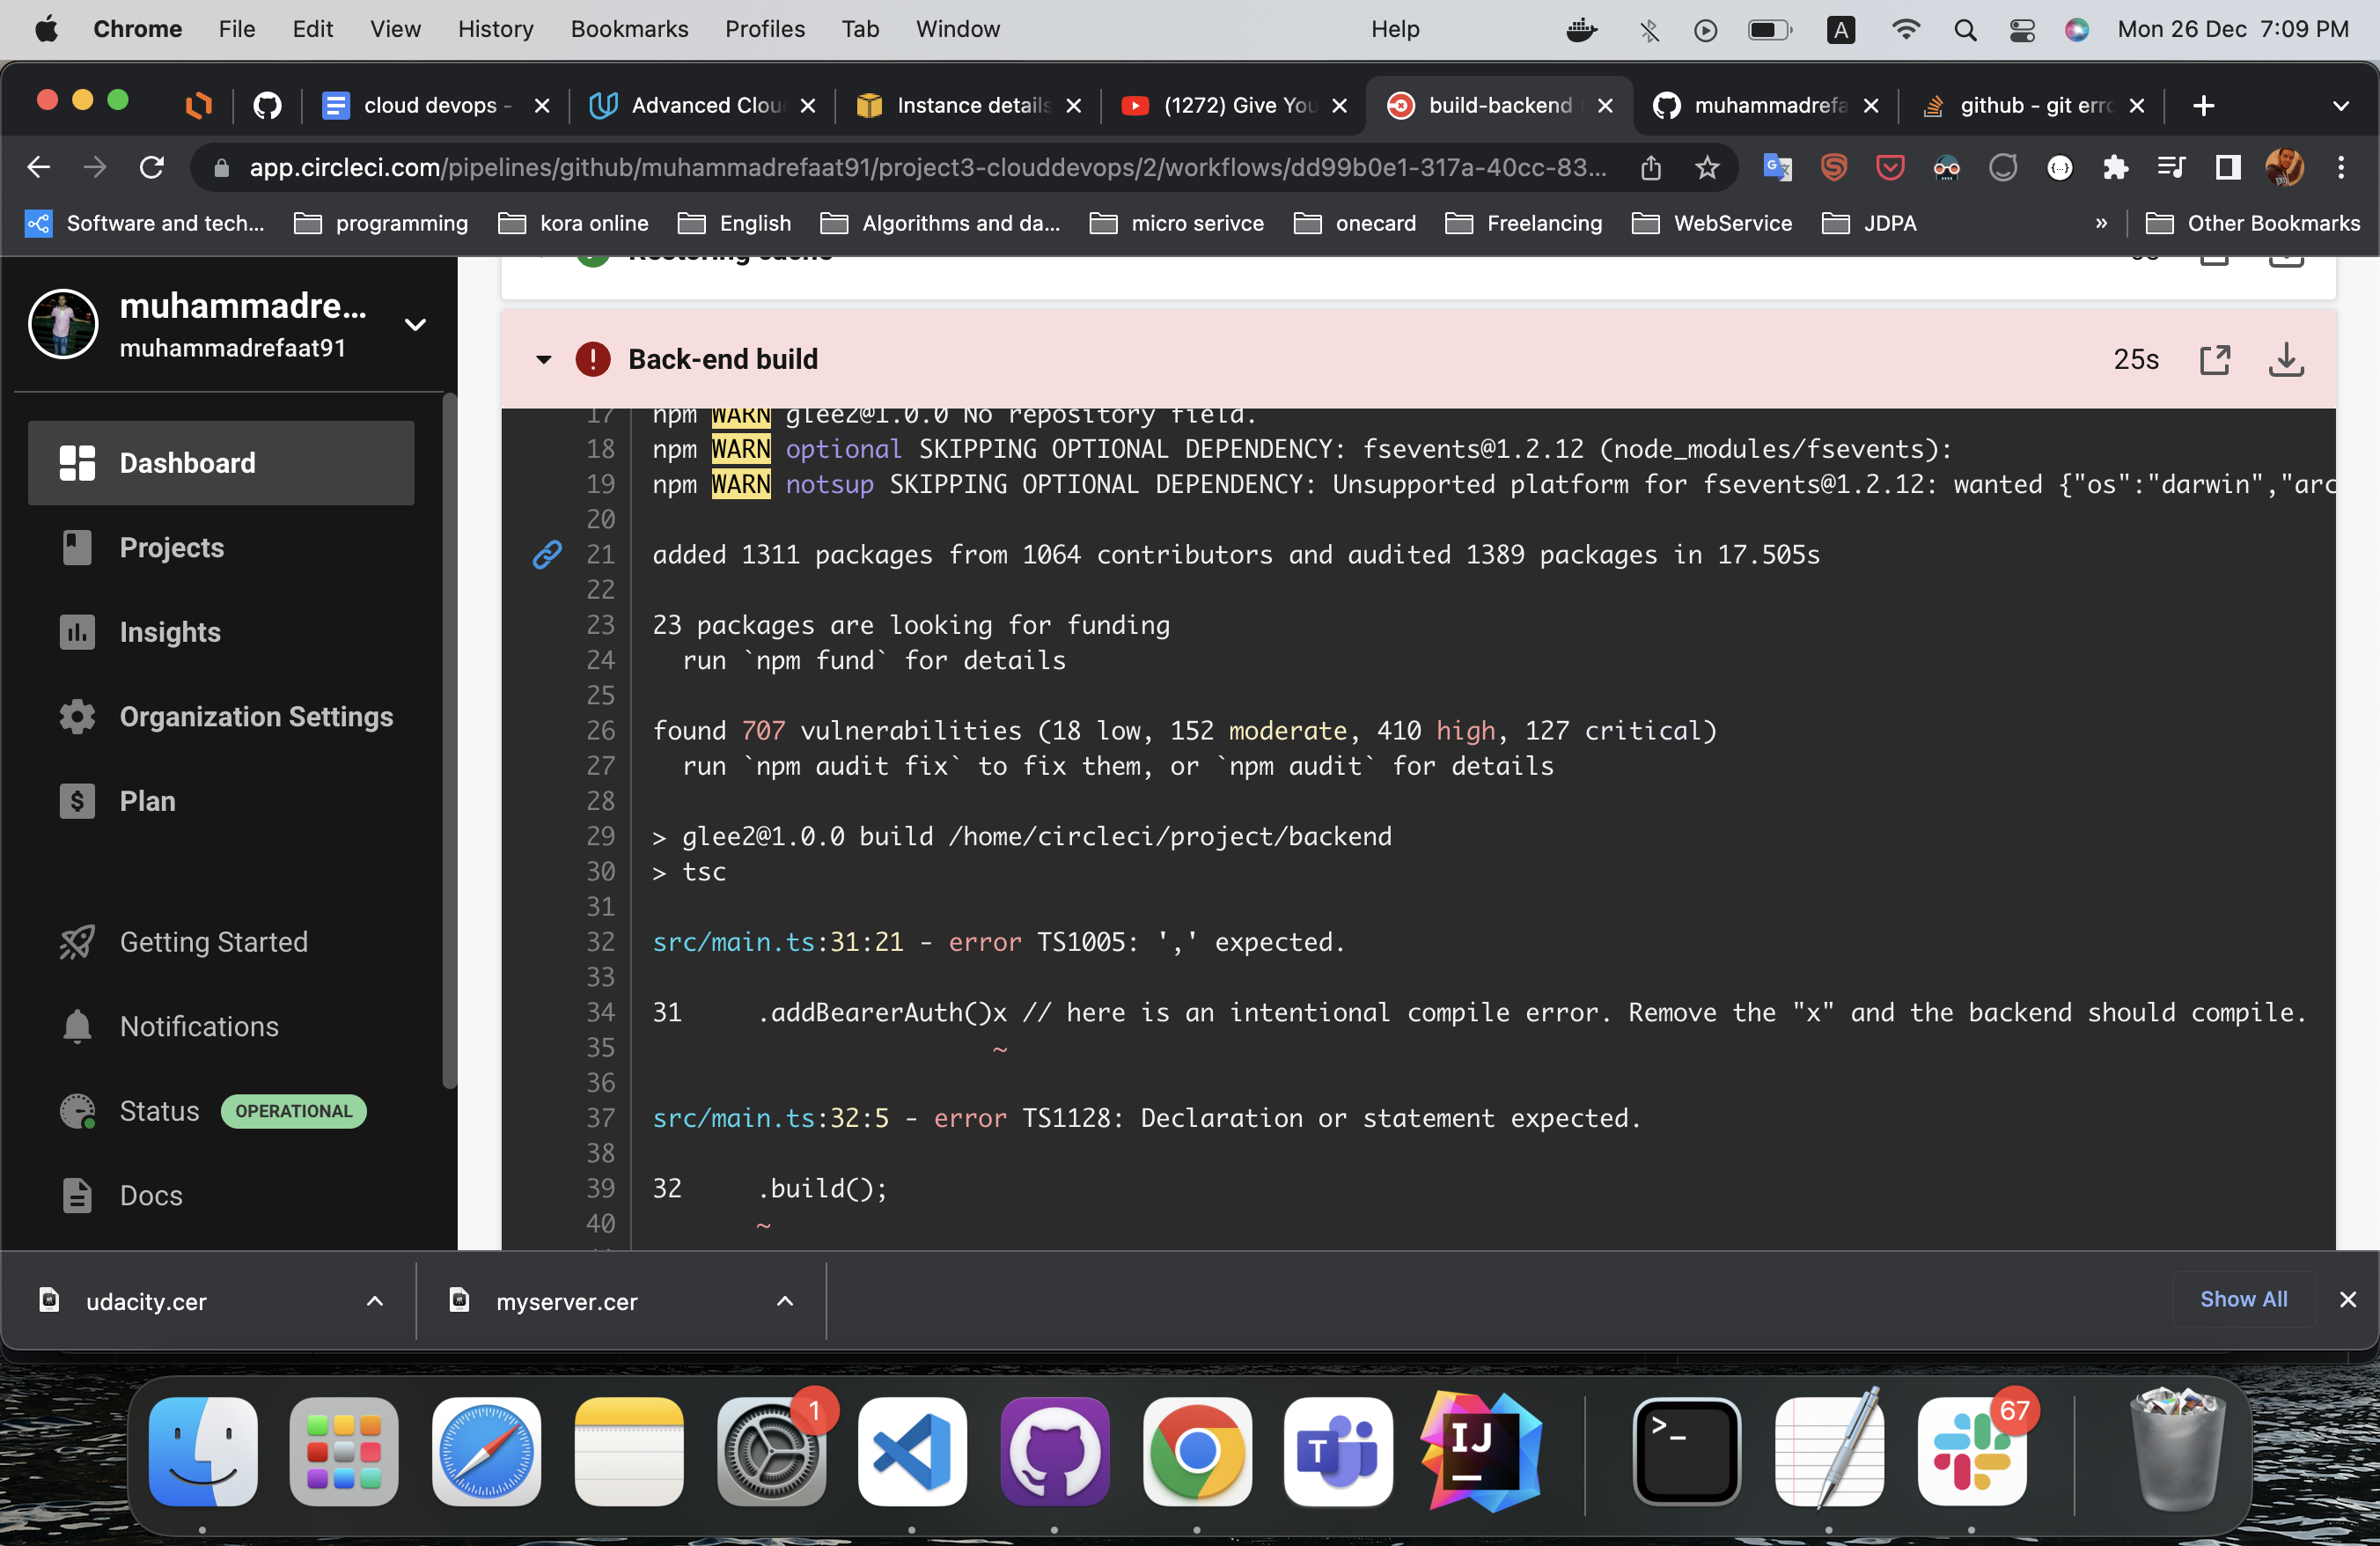 Chrome File Edit View History Bookmarks Profiles Tab Window Help A Mon 26 Dec 7:09 PM
cloud devops - Advanced Clou Instance details (1272) Give You build-backend muhammadrefa github - git erro
app.circleci.com/pipelines/github/muhammadrefaat91/project3-clouddevops/2/workflows/dd99b0e1-317a-40cc-83...
Software and tech... programming kora online English Algorithms and da... micro serivce onecard Freelancing WebService JDPA » Other Bookmarks
muhammadre...
muhammadrefaat91
Dashboard
Projects
Insights
Organization Settings
Plan
Getting Started
Notifications
Status OPERATIONAL
Docs
Restoring cache
Back-end build 25s
17 npm WARN glee2@1.0.0 No repository field.
18 npm WARN optional SKIPPING OPTIONAL DEPENDENCY: fsevents@1.2.12 (node_modules/fsevents):
19 npm WARN notsup SKIPPING OPTIONAL DEPENDENCY: Unsupported platform for fsevents@1.2.12: wanted {"os":"darwin","arc
20
21 added 1311 packages from 1064 contributors and audited 1389 packages in 17.505s
22
23 23 packages are looking for funding
24 run `npm fund` for details
25
26 found 707 vulnerabilities (18 low, 152 moderate, 410 high, 127 critical)
27 run `npm audit fix` to fix them, or `npm audit` for details
28
29 > glee2@1.0.0 build /home/circleci/project/backend
30 > tsc
31
32 src/main.ts:31:21 - error TS1005: ',' expected.
33
34 31 .addBearerAuth()x // here is an intentional compile error. Remove the "x" and the backend should compile.
35 ~
36
37 src/main.ts:32:5 - error TS1128: Declaration or statement expected.
38
39 32 .build();
40 ~
udacity.cer myserver.cer Show All
1 T IJ >_ 67